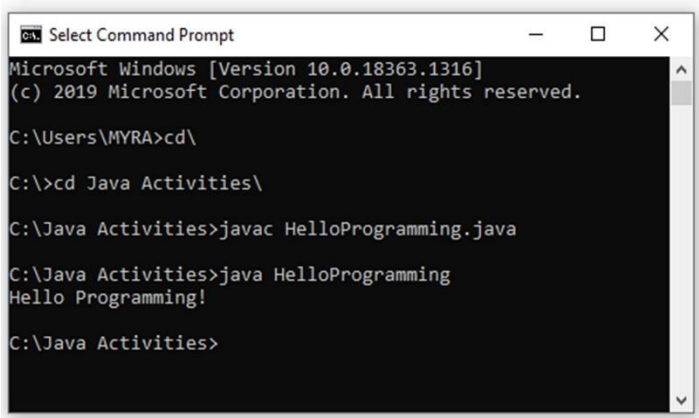 Select Command Prompt
Microsoft Windows [Version 10.0.18363.1316]
(c) 2019 Microsoft Corporation. All rights reserved.
C:\Users\MYRA>cd\
C:\>cd Java Activities\
C:\Java Activities>javac HelloProgramming.java
C:\Java Activities>java HelloProgramming
Hello Programming!
C:\Java Activities>